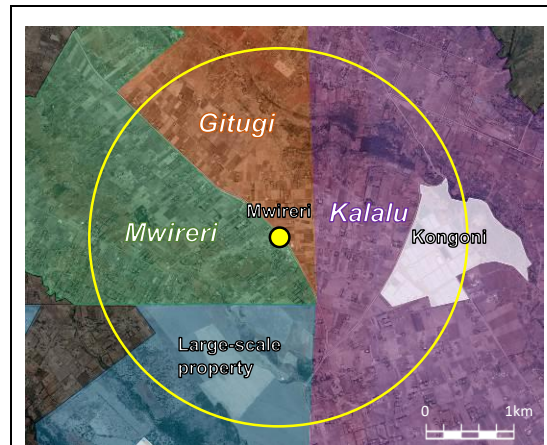 Gitugi
Mwireri
Kalalu
Mwireri
Kongoni
Large-scale
property
0 1km